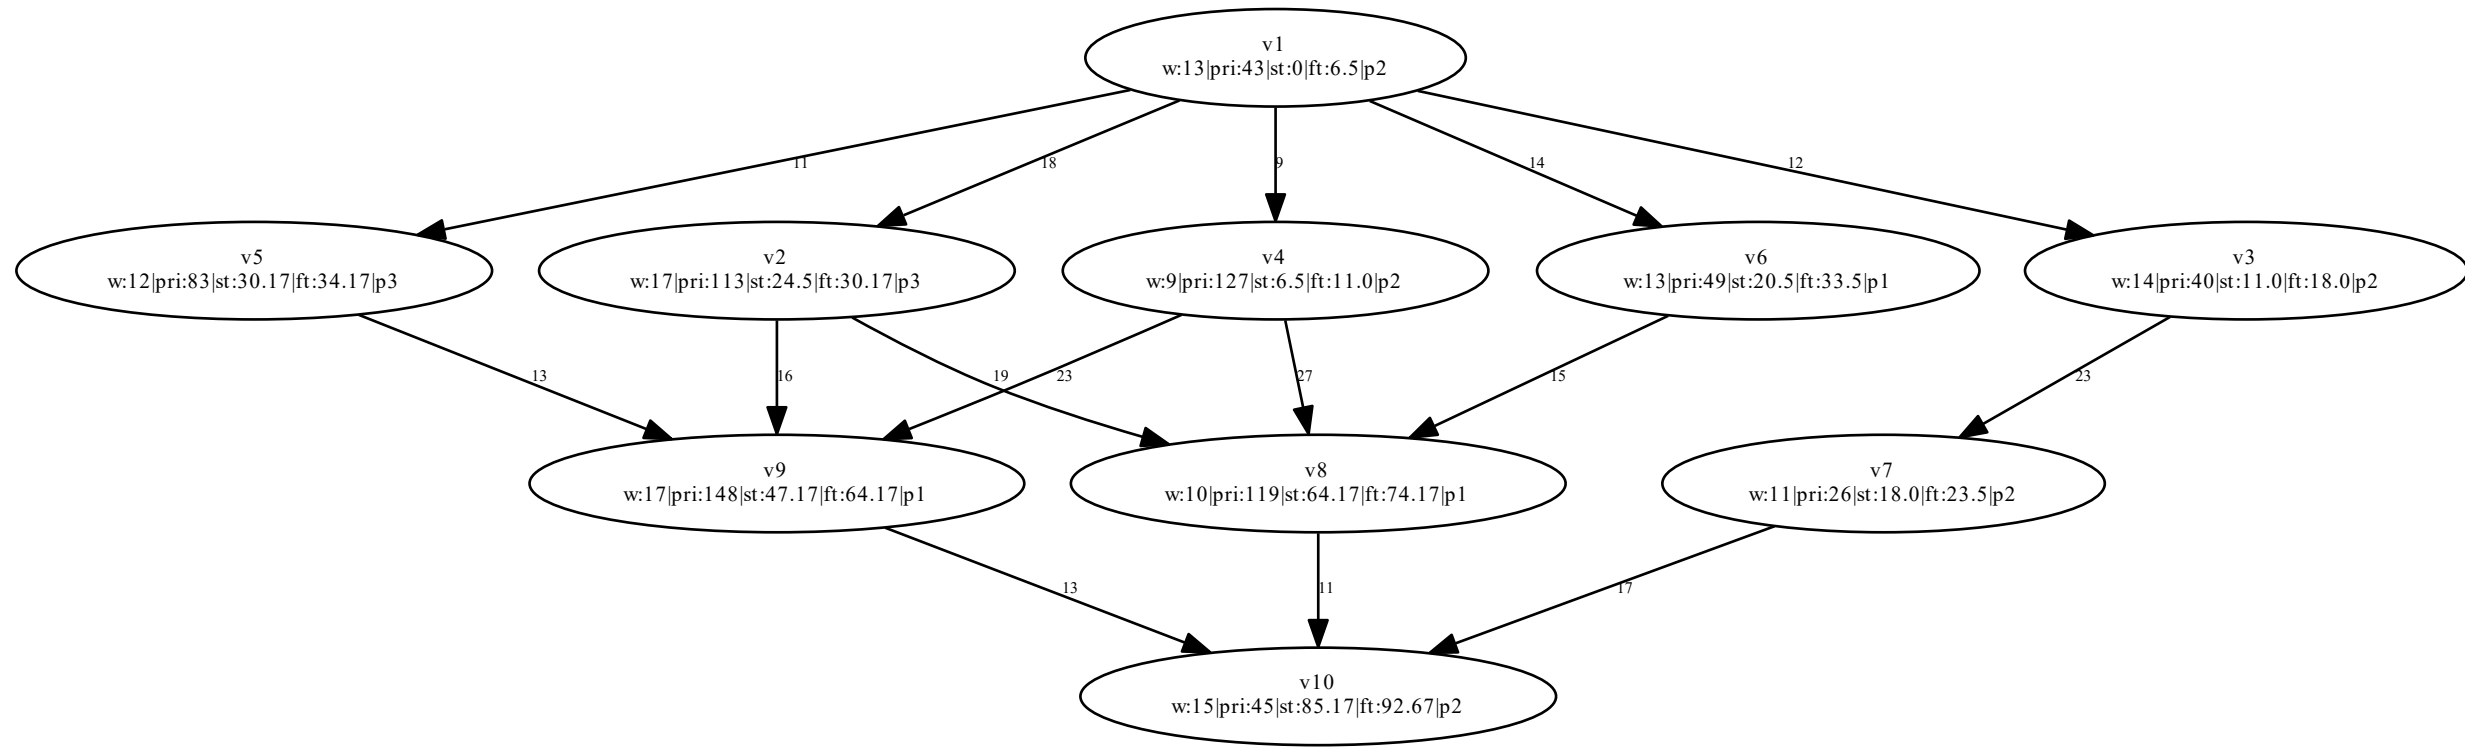 v1
w:13|pri:43|st:0|ft:6.5|p2
11
18
9
14
12
v5
w:12|pri:83|st:30.17|ft:34.17|p3
v2
w:17|pri:113|st:24.5|ft:30.17|p3
v4
w:9|pri:127|st:6.5|ft:11.0|p2
v6
w:13|pri:49|st:20.5|ft:33.5|p1
v3
w:14|pri:40|st:11.0|ft:18.0|p2
13
16
19
23
27
15
23
v9
w:17|pri:148|st:47.17|ft:64.17|p1
v8
w:10|pri:119|st:64.17|ft:74.17|p1
v7
w:11|pri:26|st:18.0|ft:23.5|p2
13
11
17
v10
w:15|pri:45|st:85.17|ft:92.67|p2